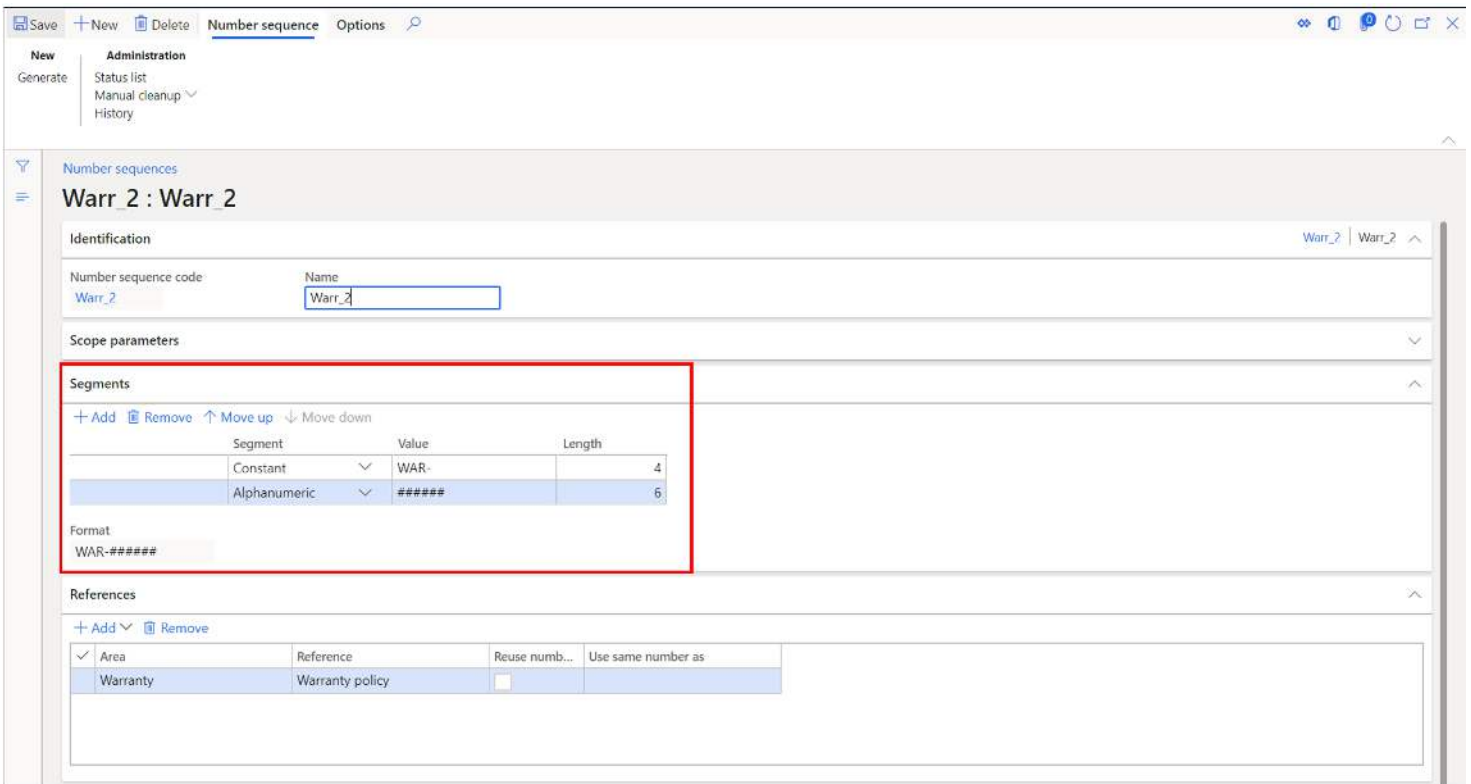 Save New Delete Number sequence Options
0
New Administration
Generate Status list
Manual cleanup
History
Number sequences
Warr_2 : Warr_2
Identification Warr_2 Warr_2
Number sequence code Name
Warr_2 Warr_2
Scope parameters
Segments
Add Remove Move up Move down
Segment Value Length
Constant WAR- 4
Alphanumeric ###### 6
Format
WAR-######
References
Add Remove
Area Reference Reuse numb... Use same number as
Warranty Warranty policy